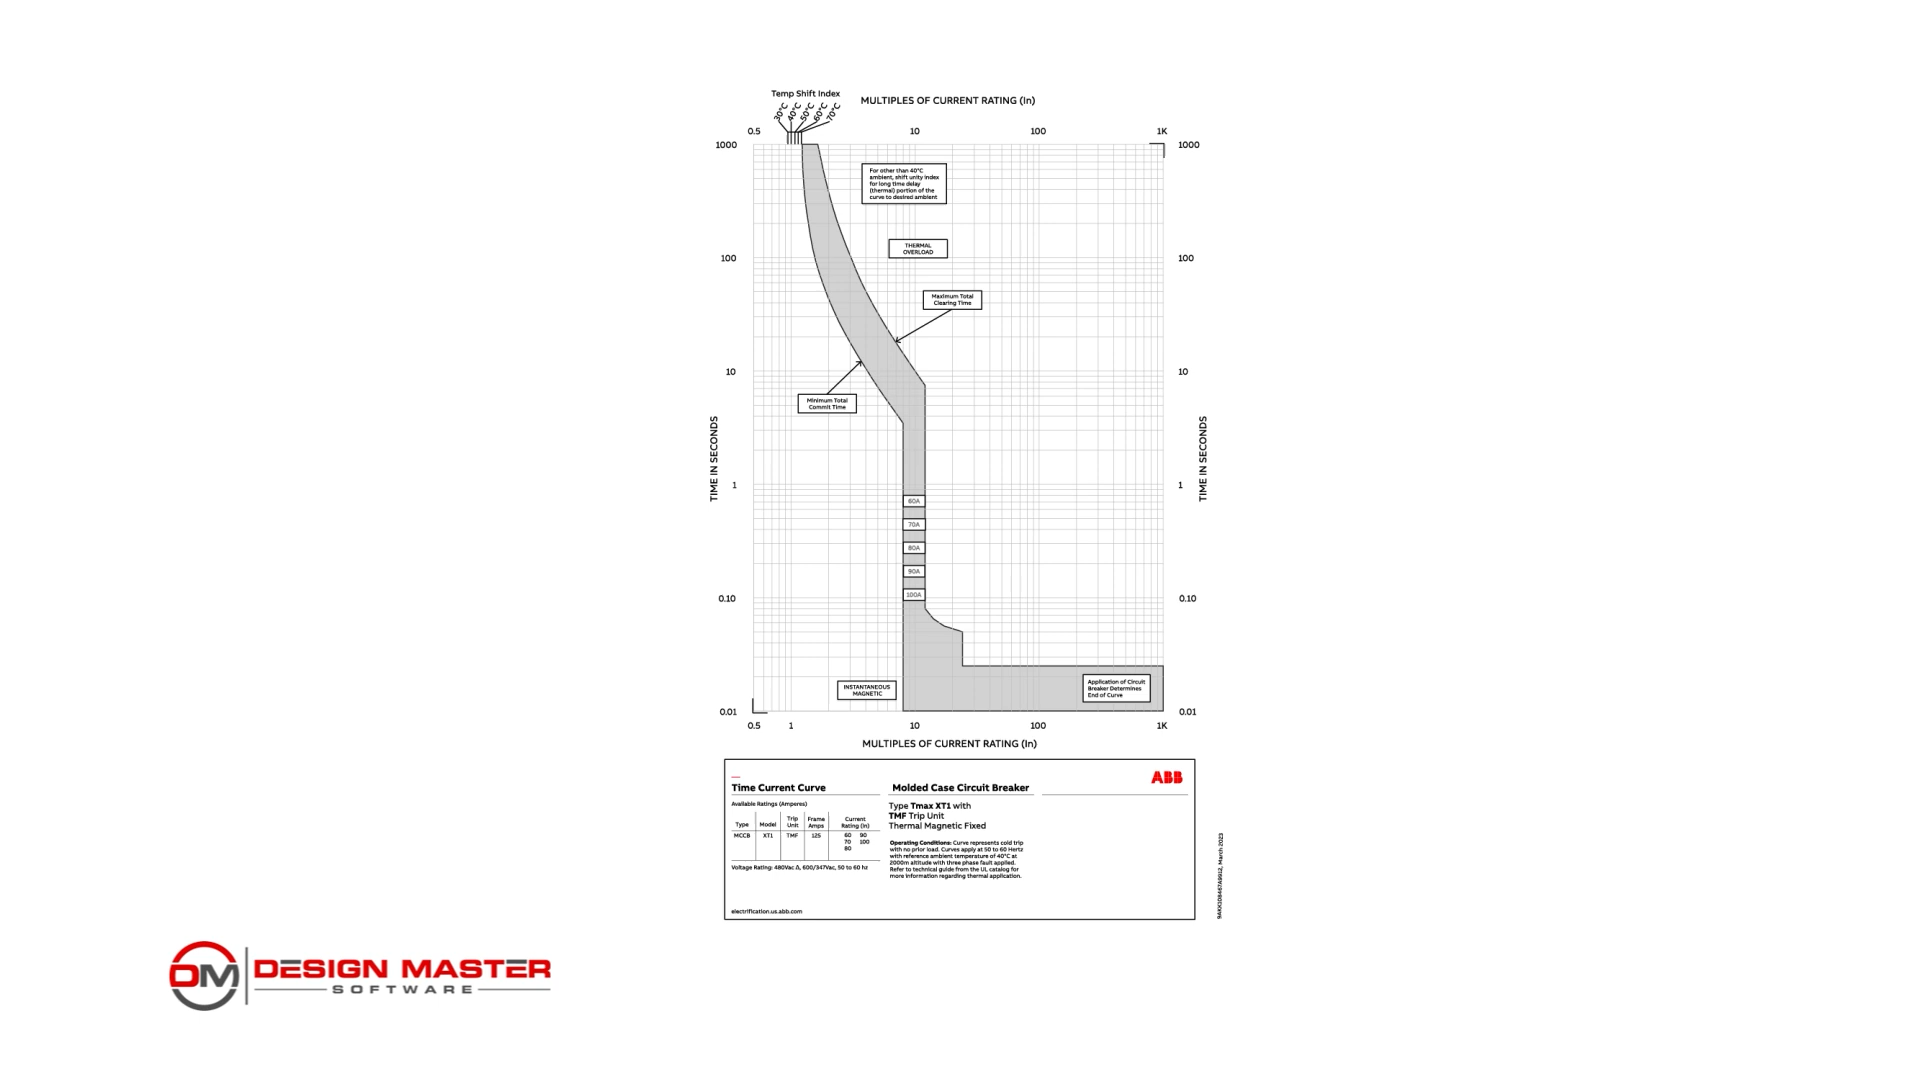 Temp Shift Index
MULTIPLES OF CURRENT RATING (In)
30°C 40°C 50°C 60°C 70°C
0.5 10 100 1K
1000 1000
For other than 40°C
ambient, shift unity index
for long time delay
(thermal) portion of the
curve to desired ambient
THERMAL
OVERLOAD
100 100
Maximum Total
Clearing Time
10 10
Minimum Total
Commit Time
TIME IN SECONDS
TIME IN SECONDS
1 1
60A
70A
80A
90A
100A
0.10 0.10
INSTANTANEOUS
MAGNETIC
Application of Circuit
Breaker Determines
End of Curve
0.01 0.01
0.5 1 10 100 1K
MULTIPLES OF CURRENT RATING (In)
ABB
Time Current Curve
Available Ratings (Amperes)
Type Model Trip Unit Frame Amps Current Rating (In)
MCCB XT1 TMF 125 60 90
70 100
80
Voltage Rating: 480Vac Δ, 600/347Vac, 50 to 60 hz
electrification.us.abb.com
Molded Case Circuit Breaker
Type Tmax XT1 with
TMF Trip Unit
Thermal Magnetic Fixed
Operating Conditions: Curve represents cold trip
with no prior load. Curves apply at 50 to 60 Hertz
with reference ambient temperature of 40°C at
2000m altitude with three phase fault applied.
Refer to technical guide from the UL catalog for
more information regarding thermal application.
March 2023
DM DESIGN MASTER
SOFTWARE